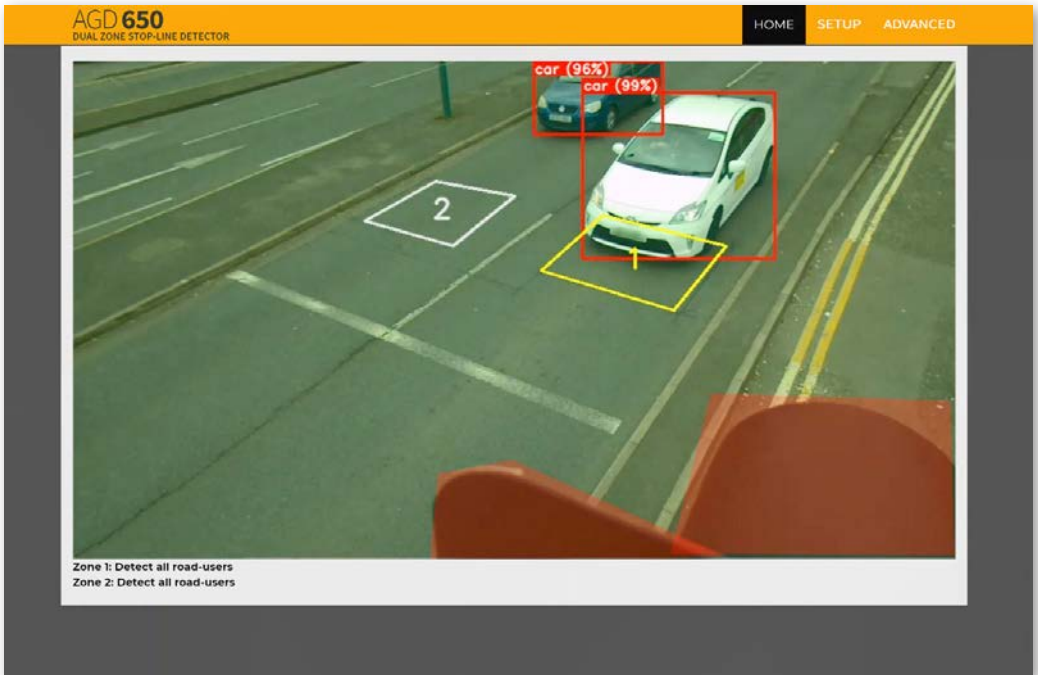 AGD 650
DUAL ZONE STOP-LINE DETECTOR
HOME SETUP ADVANCED
car (96%)
car (99%)
2
1
Zone 1: Detect all road-users
Zone 2: Detect all road-users